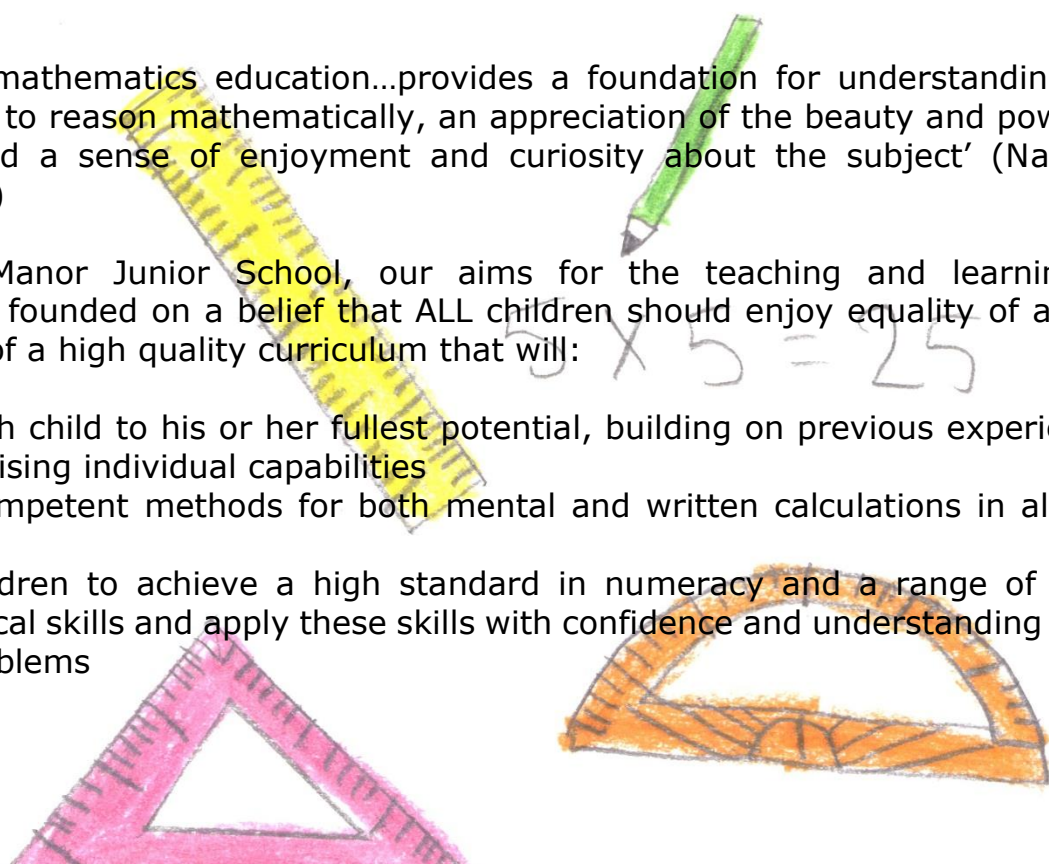 mathematics education…provides a foundation for understandin
to reason mathematically, an appreciation of the beauty and pow
d a sense of enjoyment and curiosity about the subject’ (Na
)
Manor Junior School, our aims for the teaching and learnin
founded on a belief that ALL children should enjoy equality of a
of a high quality curriculum that will:
5 X 5 = 25
h child to his or her fullest potential, building on previous experi
ising individual capabilities
mpetent methods for both mental and written calculations in al
dren to achieve a high standard in numeracy and a range of
cal skills and apply these skills with confidence and understanding
blems